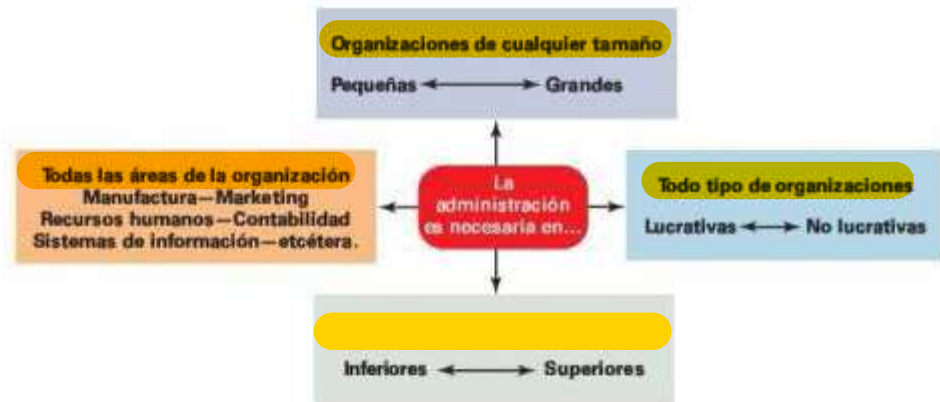 Organizaciones de cualquier tamaño
Pequeñas Grandes
Todas las áreas de la organización
Manufactura—Marketing
Recursos humanos—Contabilidad
Sistemas de información—etcétera.
La
administración
es necesaria en...
Todo tipo de organizaciones
Lucrativas No lucrativas
Inferiores Superiores